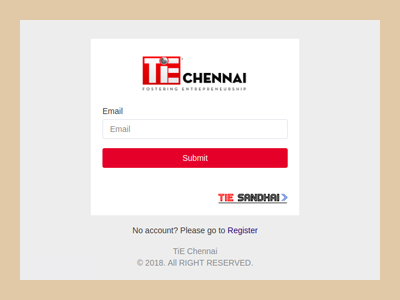 TiE CHENNAI
FOSTERING ENTREPRENEURSHIP
Email
Email
Submit
TIE SANDHAI
No account? Please go to Register
TiE Chennai
© 2018. All RIGHT RESERVED.